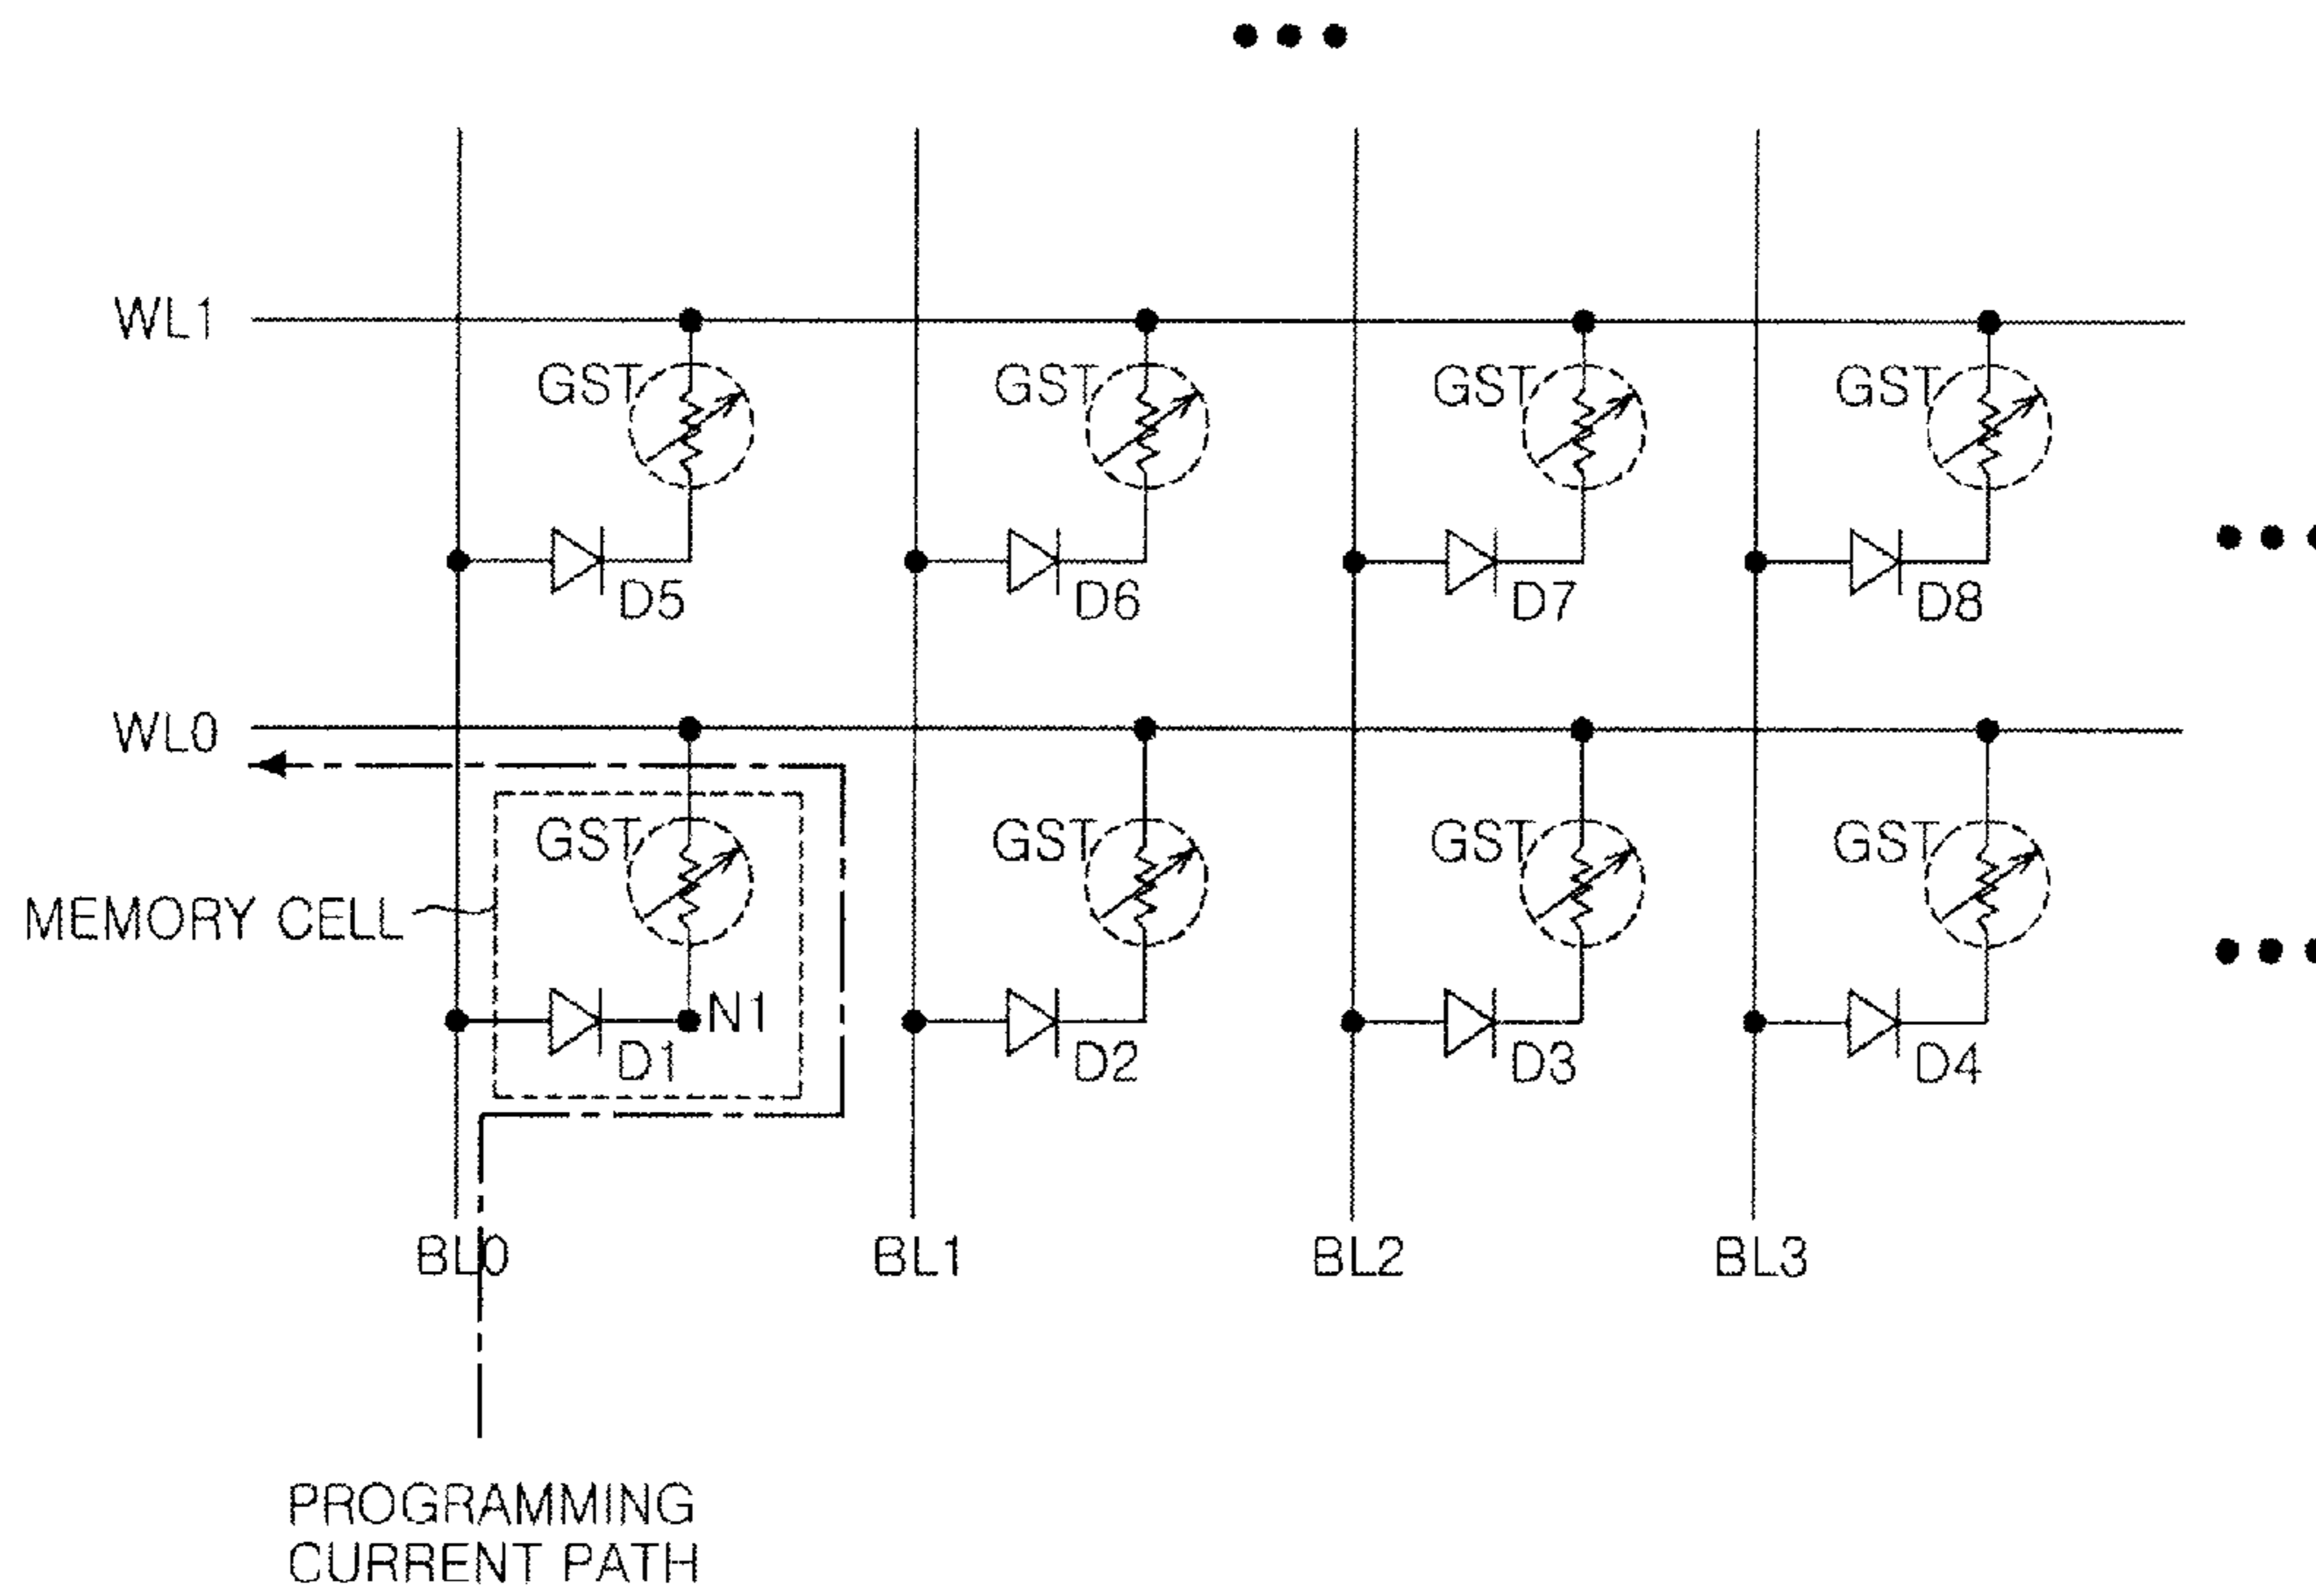 WL1
GST GST GST GST
D5 D6 D7 D8
WL0
GST GST GST GST
MEMORY CELL
N1
D1 D2 D3 D4
BL0 BL1 BL2 BL3
PROGRAMMING
CURRENT PATH